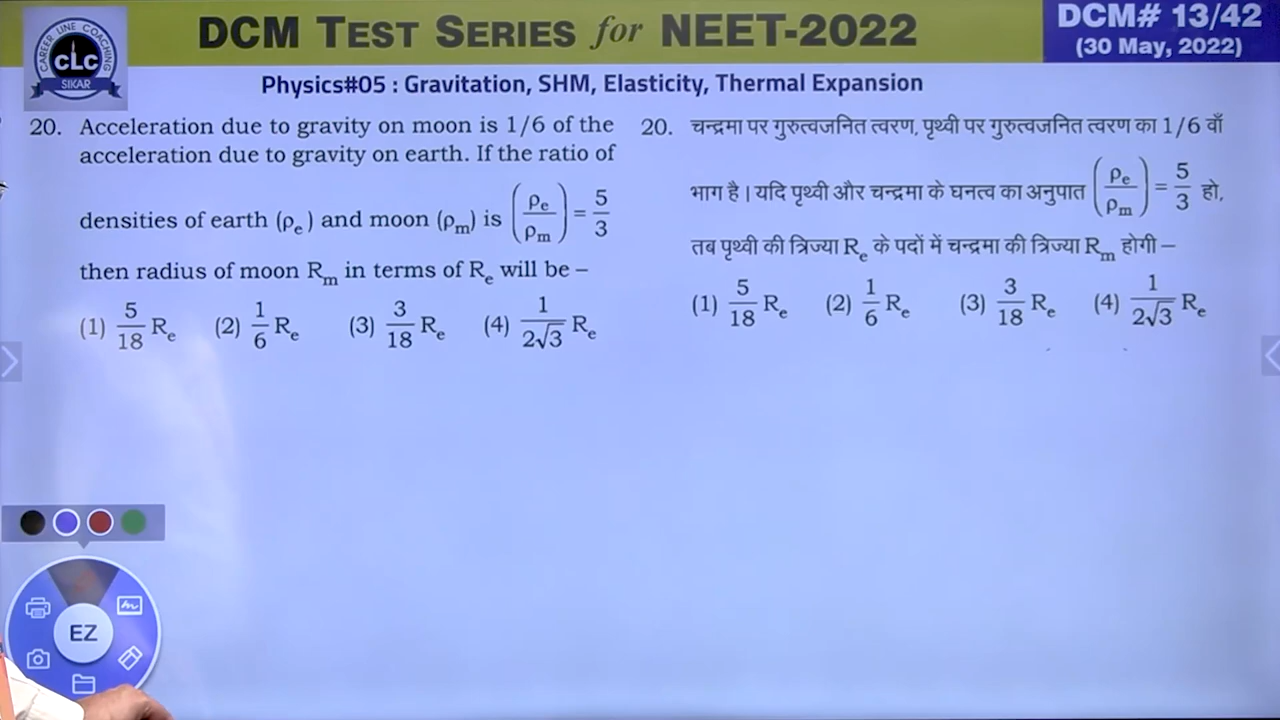 CAREER LINE COACHING
CLC
SIKAR
DCM TEST SERIES for NEET-2022
DCM# 13/42
(30 May, 2022)
Physics#05 : Gravitation, SHM, Elasticity, Thermal Expansion
20. Acceleration due to gravity on moon is 1/6 of the
acceleration due to gravity on earth. If the ratio of
densities of earth (ρₑ) and moon (ρₘ) is (ρₑ/ρₘ) = 5/3
then radius of moon Rₘ in terms of Rₑ will be –
(1) 5/18 Rₑ (2) 1/6 Rₑ (3) 3/18 Rₑ (4) 1/2√3 Rₑ
20. चन्द्रमा पर गुरुत्वजनित त्वरण, पृथ्वी पर गुरुत्वजनित त्वरण का 1/6 वाँ
भाग है। यदि पृथ्वी और चन्द्रमा के घनत्व का अनुपात (ρₑ/ρₘ) = 5/3 हो,
तब पृथ्वी की त्रिज्या Rₑ के पदों में चन्द्रमा की त्रिज्या Rₘ होगी –
(1) 5/18 Rₑ (2) 1/6 Rₑ (3) 3/18 Rₑ (4) 1/2√3 Rₑ
EZ